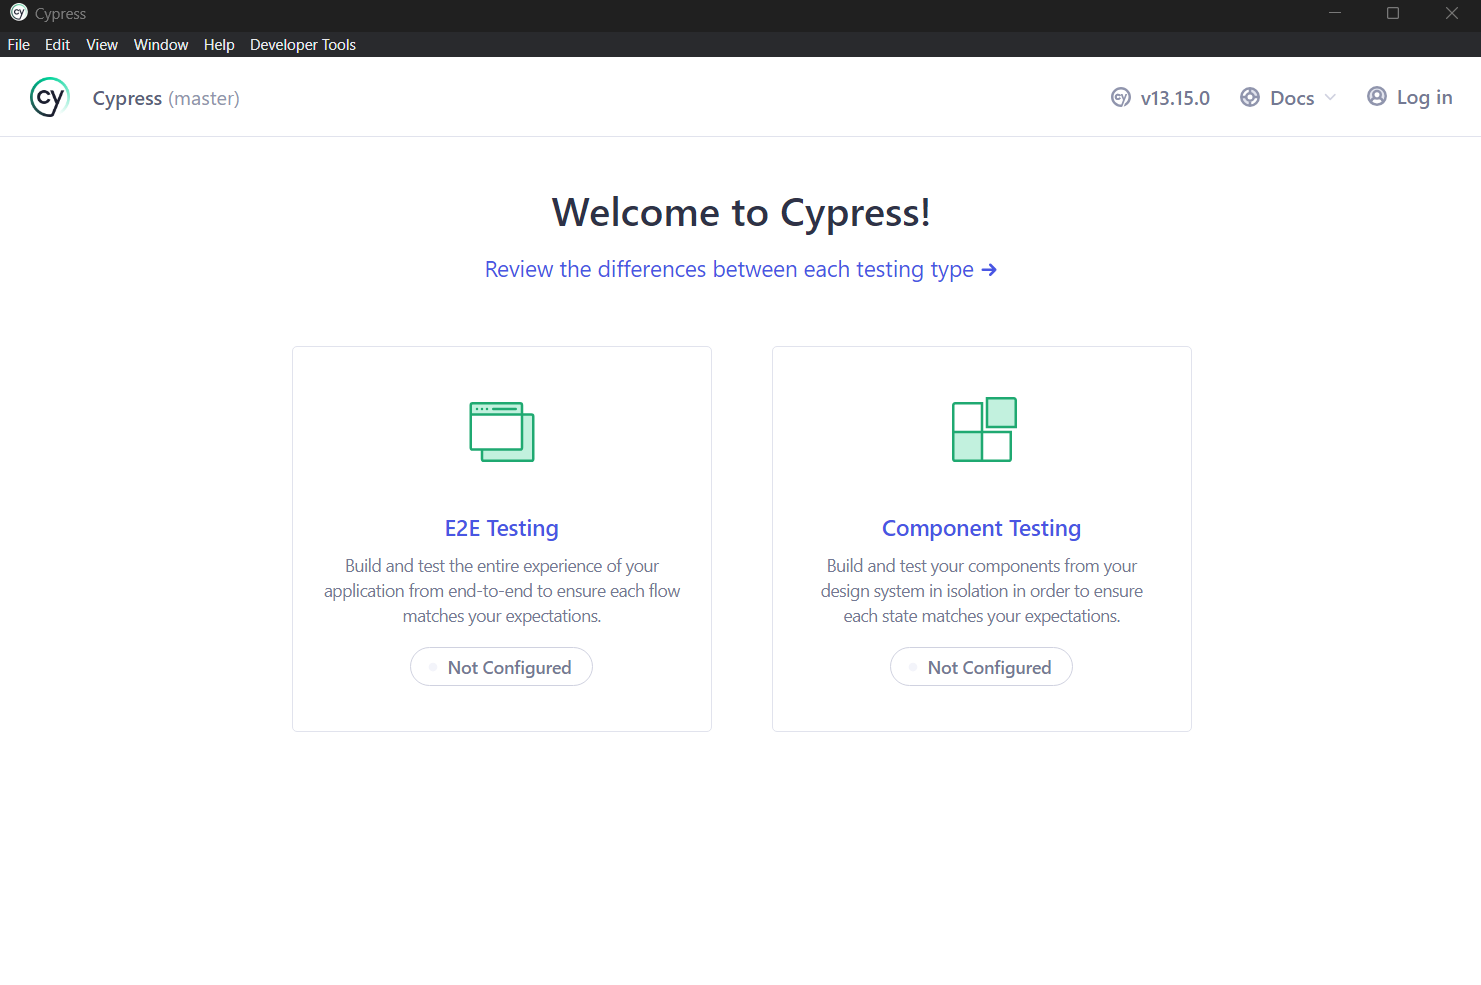 cy Cypress
File Edit View Window Help Developer Tools
cy Cypress (master)
cy v13.15.0 Docs Log in
Welcome to Cypress!
Review the differences between each testing type →
E2E Testing
Build and test the entire experience of your
application from end-to-end to ensure each flow
matches your expectations.
Not Configured
Component Testing
Build and test your components from your
design system in isolation in order to ensure
each state matches your expectations.
Not Configured